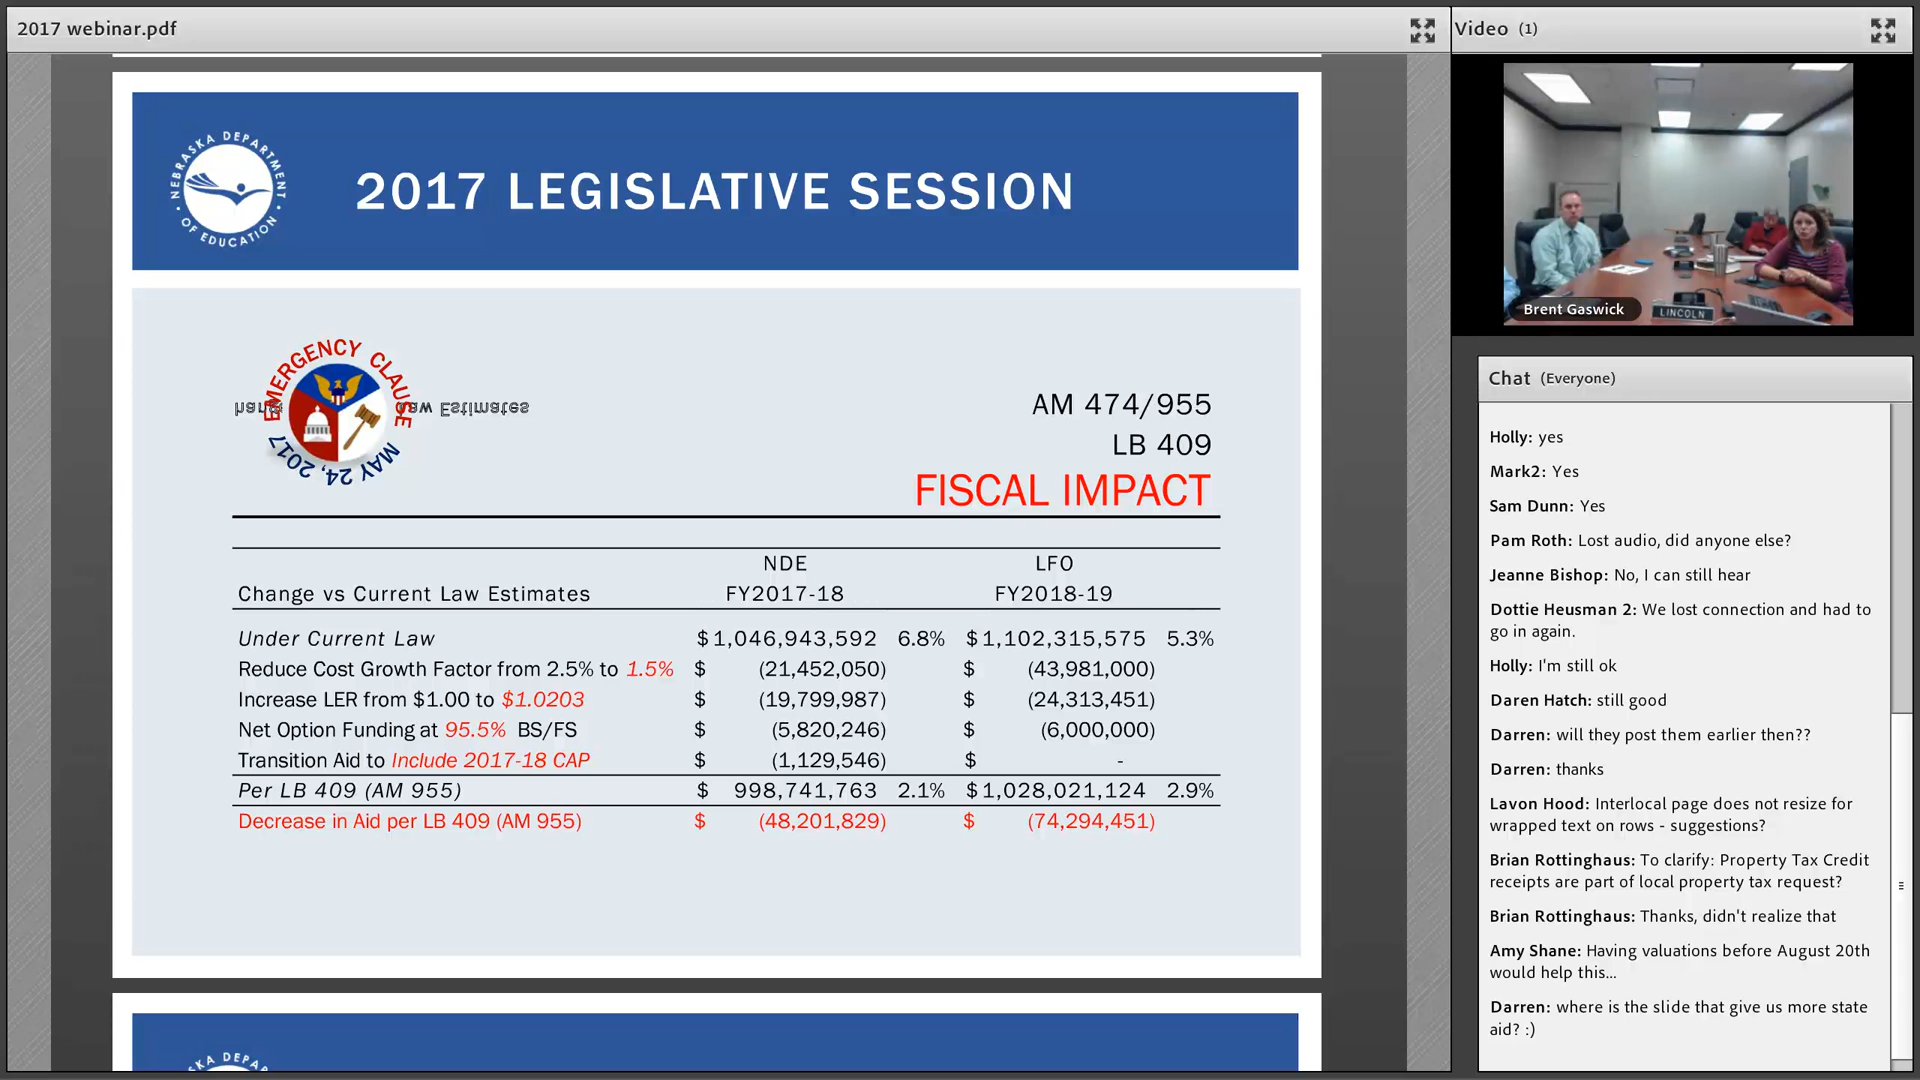 2017 webinar.pdf
NEBRASKA DEPARTMENT
OF EDUCATION
2017 LEGISLATIVE SESSION
EMERGENCY CLAUSE
MAY 24, 2017
AM 474/955
LB 409
FISCAL IMPACT
NDE LFO
Change vs Current Law Estimates FY2017-18 FY2018-19
Under Current Law $1,046,943,592 6.8% $1,102,315,575 5.3%
Reduce Cost Growth Factor from 2.5% to 1.5% $ (21,452,050) $ (43,981,000)
Increase LER from $1.00 to $1.0203 $ (19,799,987) $ (24,313,451)
Net Option Funding at 95.5% BS/FS $ (5,820,246) $ (6,000,000)
Transition Aid to Include 2017-18 CAP $ (1,129,546) $ -
Per LB 409 (AM 955) $ 998,741,763 2.1% $1,028,021,124 2.9%
Decrease in Aid per LB 409 (AM 955) $ (48,201,829) $ (74,294,451)
Video (1)
Brent Gaswick
LINCOLN
Chat (Everyone)
Holly: yes
Mark2: Yes
Sam Dunn: Yes
Pam Roth: Lost audio, did anyone else?
Jeanne Bishop: No, I can still hear
Dottie Heusman 2: We lost connection and had to
go in again.
Holly: I'm still ok
Daren Hatch: still good
Darren: will they post them earlier then??
Darren: thanks
Lavon Hood: Interlocal page does not resize for
wrapped text on rows - suggestions?
Brian Rottinghaus: To clarify: Property Tax Credit
receipts are part of local property tax request?
Brian Rottinghaus: Thanks, didn't realize that
Amy Shane: Having valuations before August 20th
would help this...
Darren: where is the slide that give us more state
aid? :)